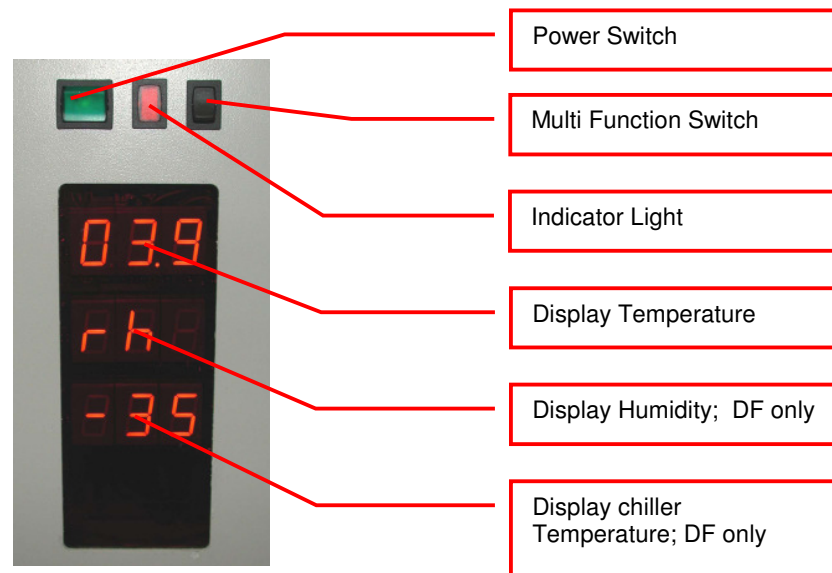 Power Switch
Multi Function Switch
Indicator Light
03.9
Display Temperature
rh
Display Humidity; DF only
-35
Display chiller
Temperature; DF only